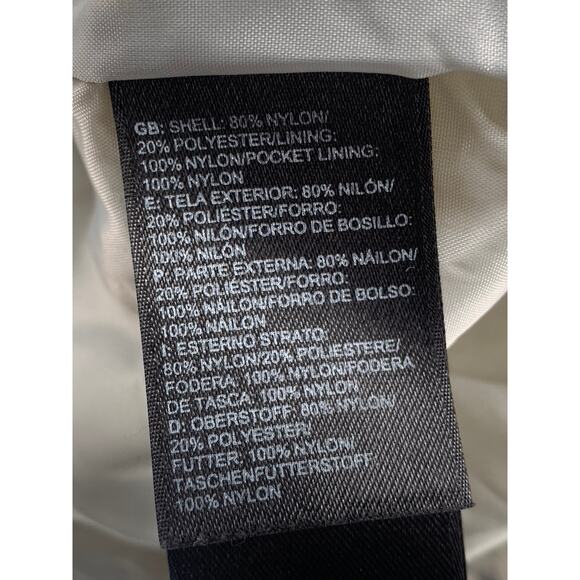 GB: SHELL: 80% NYLON/
20% POLYESTER/LINING:
100% NYLON/POCKET LINING:
100% NYLON
E. TELA EXTERIOR: 80% NILÓN/
20% POLIÉSTER/FORRO:
100% NILÓN/FORRO DE BOSILLO:
100% NILÓN
P. PARTE EXTERNA: 80% NÁILON/
20% POLIÉSTER/FORRO:
100% NÁILON/FORRO DE BOLSO:
100% NÁILON
I: ESTERNO STRATO:
80% NYLON/20% POLIESTERE/
FODERA: 100% NYLON/FODERA
DE TASCA: 100% NYLON
D: OBERSTOFF: 80% NYLON/
20% POLYESTER/
FUTTER: 100% NYLON/
TASCHENFUTTERSTOFF:
100% NYLON